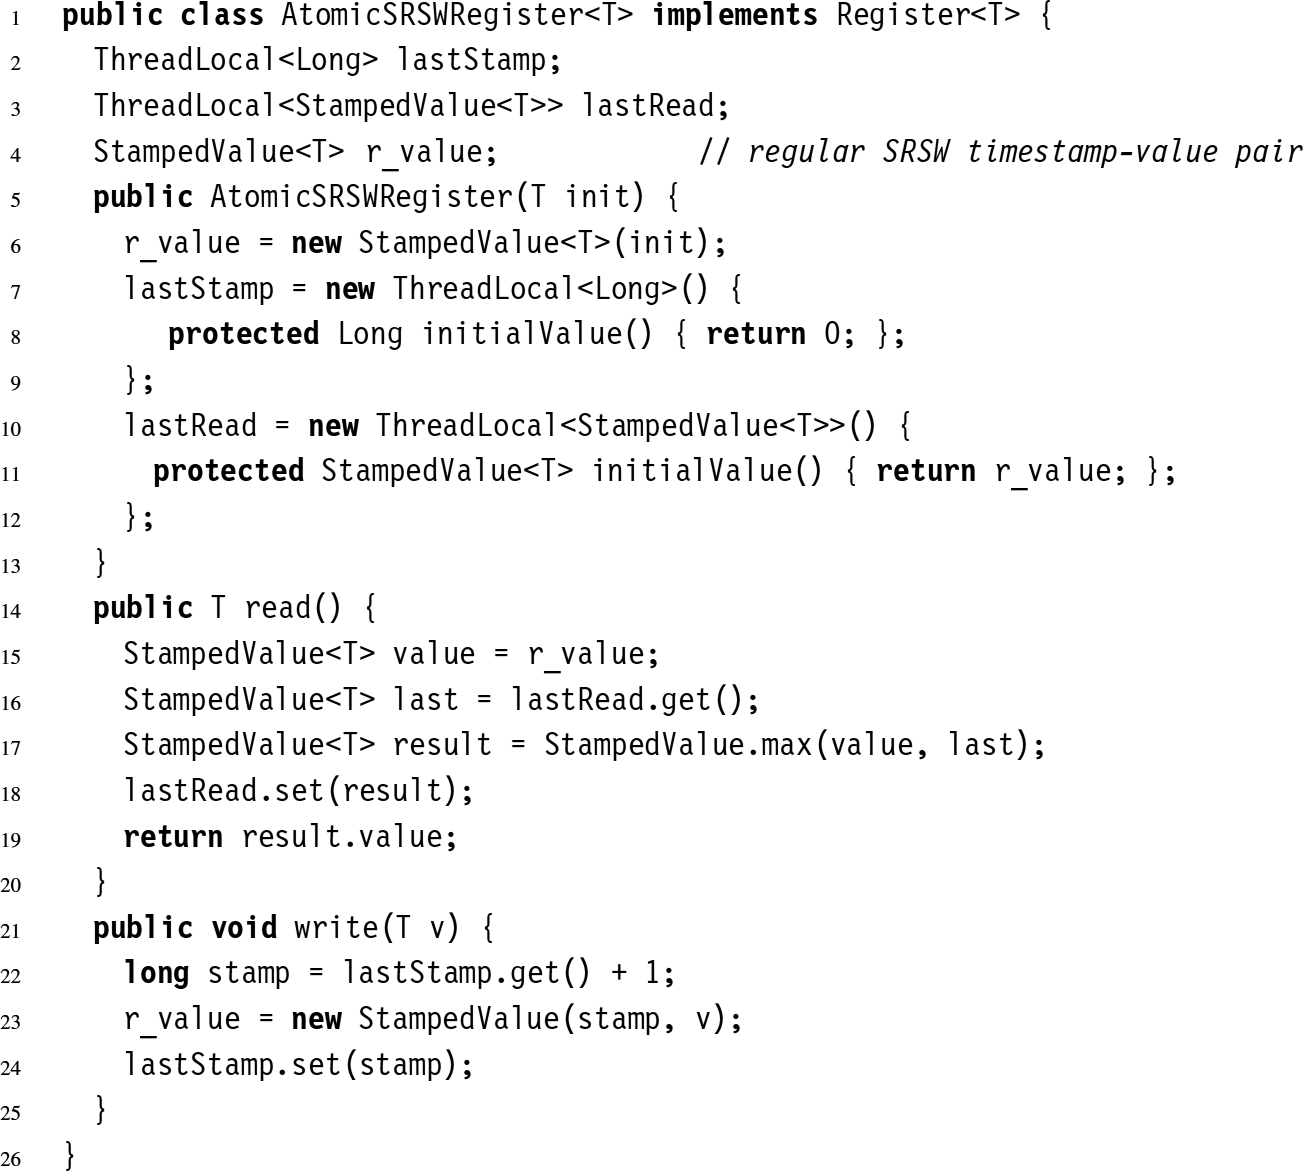 1 public class AtomicSRSWRegister<T> implements Register<T> {
2 ThreadLocal<Long> lastStamp;
3 ThreadLocal<StampedValue<T>> lastRead;
4 StampedValue<T> r_value; // regular SRSW timestamp-value pair
5 public AtomicSRSWRegister(T init) {
6 r_value = new StampedValue<T>(init);
7 lastStamp = new ThreadLocal<Long>() {
8 protected Long initialValue() { return 0; };
9 };
10 lastRead = new ThreadLocal<StampedValue<T>>() {
11 protected StampedValue<T> initialValue() { return r_value; };
12 };
13 }
14 public T read() {
15 StampedValue<T> value = r_value;
16 StampedValue<T> last = lastRead.get();
17 StampedValue<T> result = StampedValue.max(value, last);
18 lastRead.set(result);
19 return result.value;
20 }
21 public void write(T v) {
22 long stamp = lastStamp.get() + 1;
23 r_value = new StampedValue(stamp, v);
24 lastStamp.set(stamp);
25 }
26 }